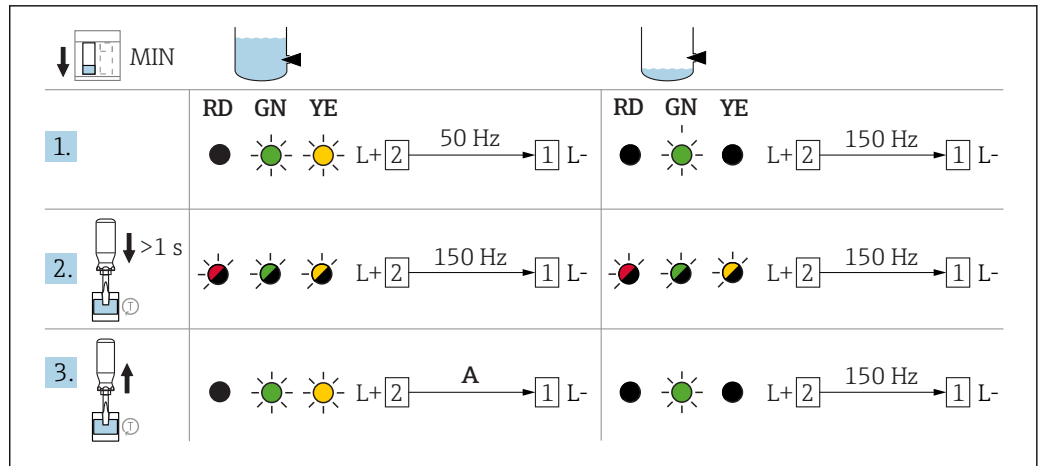 MIN
RD GN YE RD GN YE
1. L+ 2 50 Hz 1 L- L+ 2 150 Hz 1 L-
2. >1 s T L+ 2 150 Hz 1 L- L+ 2 150 Hz 1 L-
3. T L+ 2 A 1 L- L+ 2 150 Hz 1 L-